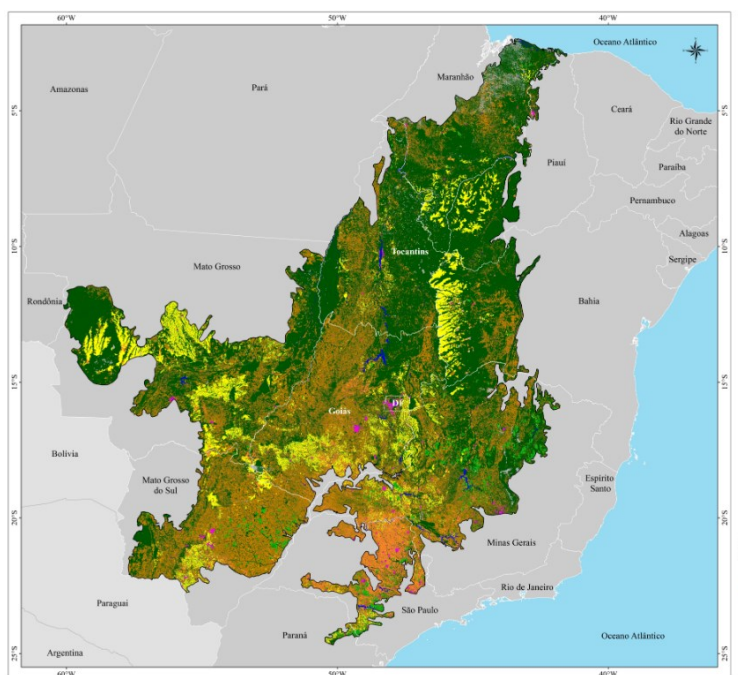 60°W
50°W
40°W
Oceano Atlântico
Maranhão
Amazonas
Pará
Ceará
5°S
5°S
Rio Grande
do Norte
Piauí
Paraíba
Pernambuco
Alagoas
10°S
Tocantins
10°S
Sergipe
Mato Grosso
Rondônia
Bahia
15°S
15°S
DF
Goiás
Bolivia
Mato Grosso
do Sul
Espírito
Santo
20°S
20°S
Minas Gerais
Rio de Janeiro
Paraguai
São Paulo
Paraná
Oceano Atlântico
Argentina
25°S
25°S
60°W
50°W
40°W